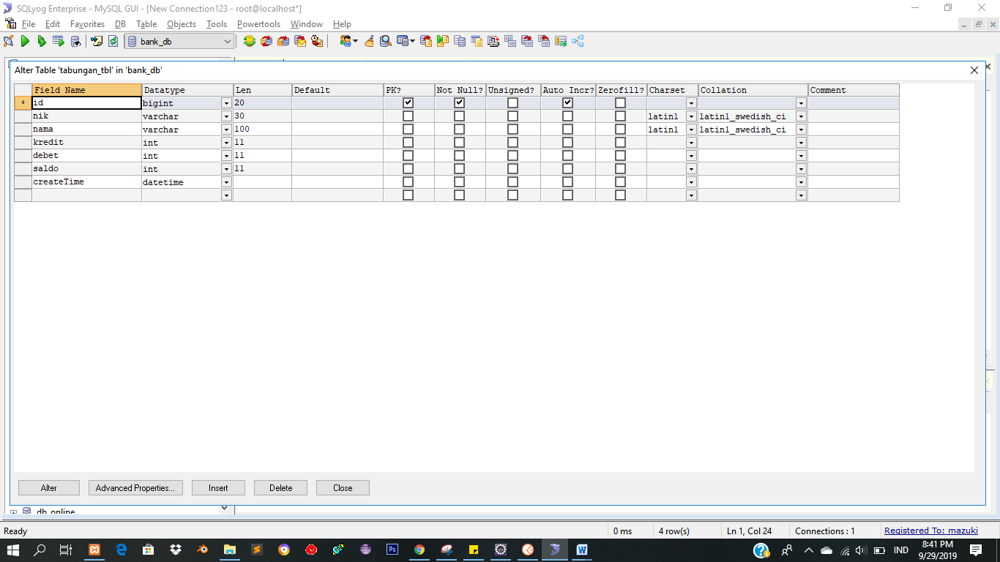 SQLyog Enterprise - MySQL GUI - [New Connection123 - root@localhost*]
File Edit Favorites DB Table Objects Tools Powertools Window Help
bank_db
Alter Table 'tabungan_tbl' in 'bank_db'
Field Name Datatype Len Default PK? Not Null? Unsigned? Auto Incr? Zerofill? Charset Collation Comment
* id bigint 20
nik varchar 30 latin1 latin1_swedish_ci
nama varchar 100 latin1 latin1_swedish_ci
kredit int 11
debet int 11
saldo int 11
createTime datetime
Alter Advanced Properties... Insert Delete Close
db_online
Ready 0 ms 4 row(s) Ln 1, Col 24 Connections : 1 Registered To: mazuki
Ps W IND 8:41 PM
9/29/2019